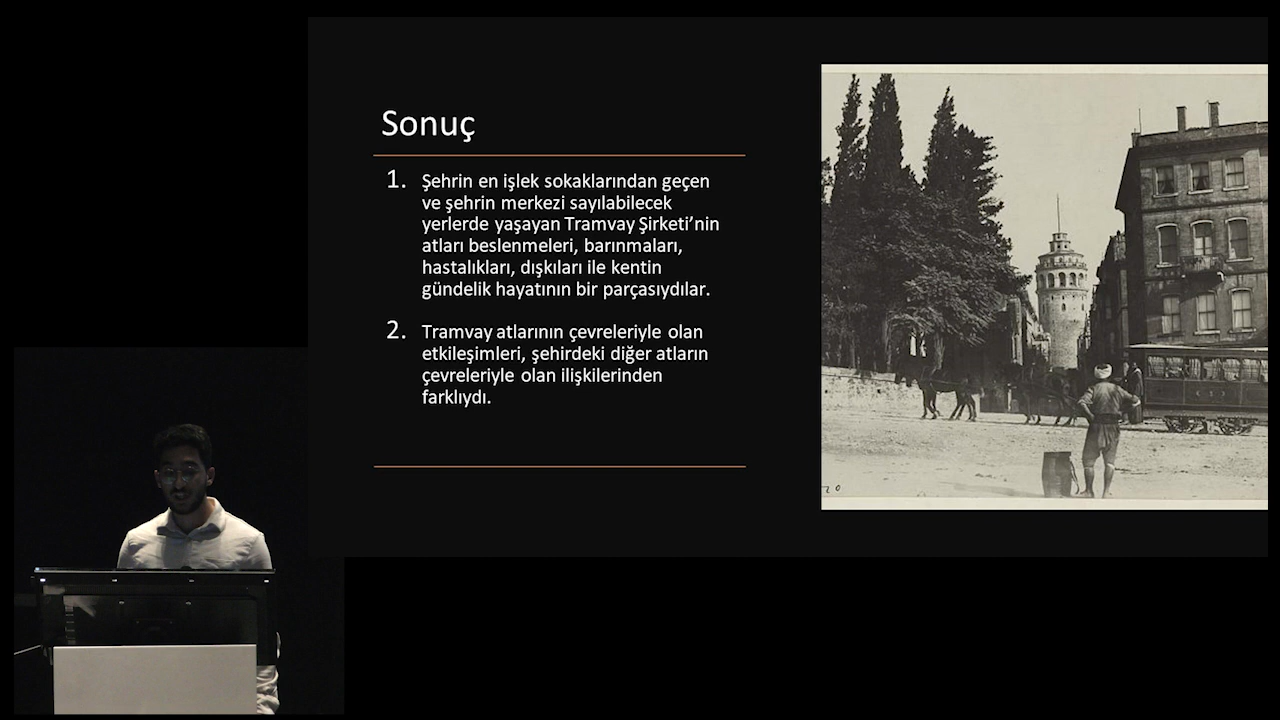 Sonuç
1. Şehrin en işlek sokaklarından geçen
ve şehrin merkezi sayılabilecek
yerlerde yaşayan Tramvay Şirketi’nin
atları beslenmeleri, barınmaları,
hastalıkları, dışkıları ile kentin
gündelik hayatının bir parçasıydılar.
2. Tramvay atlarının çevreleriyle olan
etkileşimleri, şehirdeki diğer atların
çevreleriyle olan ilişkilerinden
farklıydı.